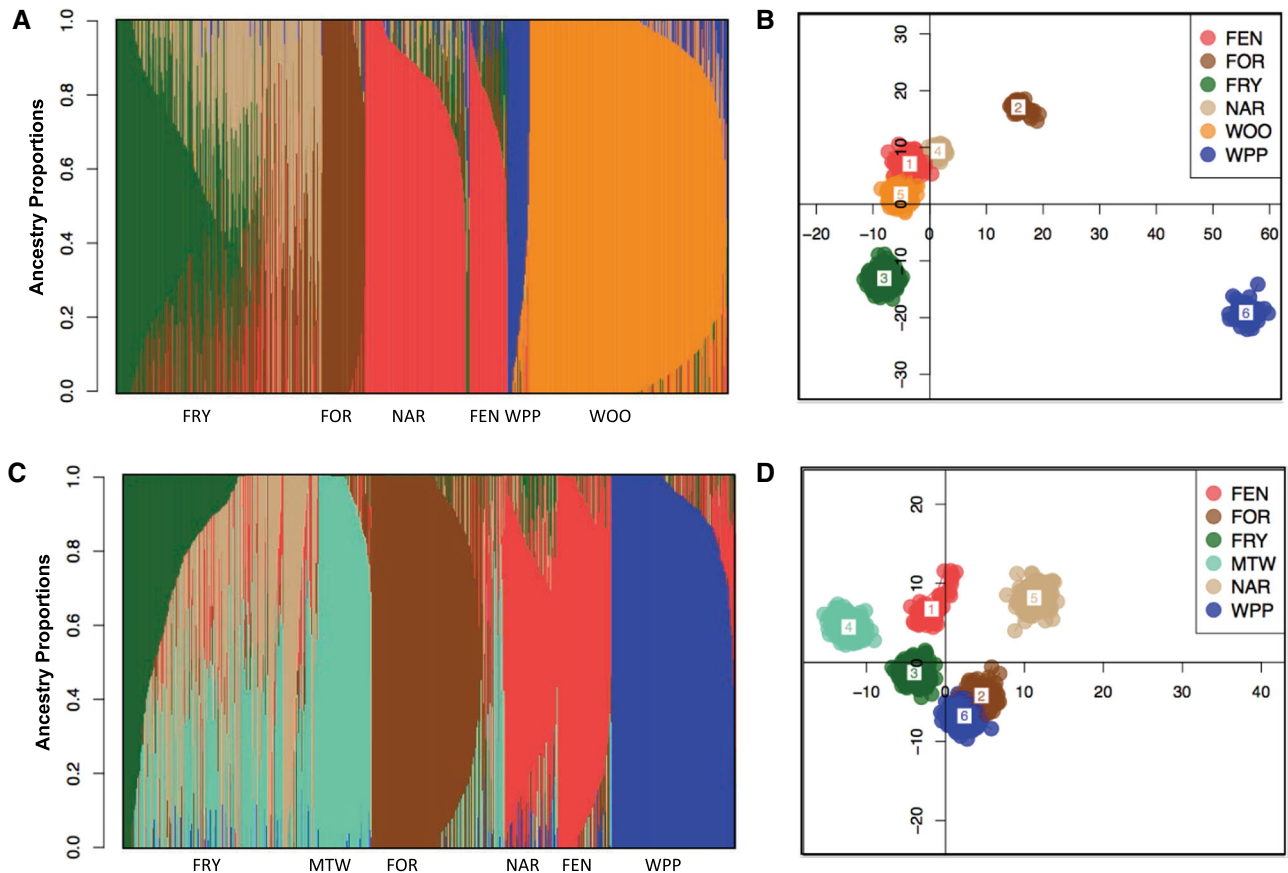 A
Ancestry Proportions
1.0
0.8
0.6
0.4
0.2
0.0
FRY FOR NAR FEN WPP WOO
B
30
20
10
0
−10
−20
−30
−20 −10 0 10 20 30 40 50 60
1
2
3
4
5
6
FEN
FOR
FRY
NAR
WOO
WPP
C
Ancestry Proportions
1.0
0.8
0.6
0.4
0.2
0.0
FRY MTW FOR NAR FEN WPP
D
20
10
0
−10
−20
−10 0 10 20 30 40
1
2
3
4
5
6
FEN
FOR
FRY
MTW
NAR
WPP